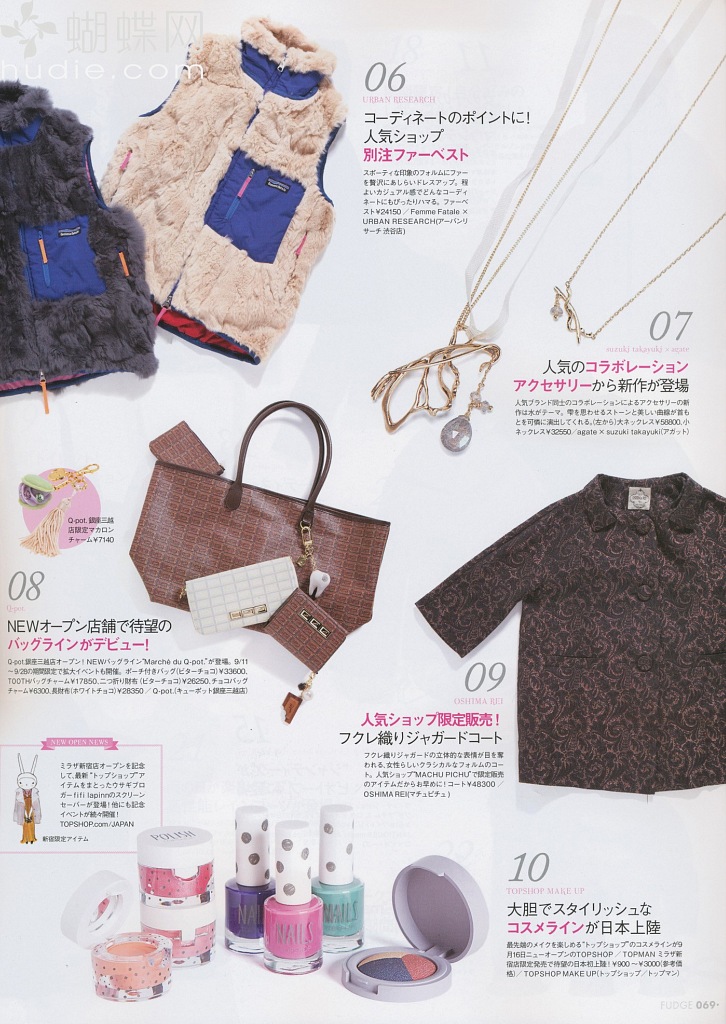 蝴蝶网
hudie.com
06
URBAN RESEARCH
コーディネートのポイントに!
人気ショップ
別注ファーベスト
スポーティな印象のフォルムにファー
を贅沢にあしらいドレスアップ。程
よいカジュアル感でどんなコーディ
ネートにもぴったりハマる。ファーベ
スト¥24150 / Femme Fatale ×
URBAN RESEARCH(アーバンリ
サーチ 渋谷店)
07
suzuki takayuki × agate
人気のコラボレーション
アクセサリーから新作が登場
人気ブランド同士のコラボレーションによるアクセサリーの新
作は水がテーマ。雫を思わせるストーンと美しい曲線が首も
とを可憐に演出してくれる。(左から)大ネックレス¥56800、小
ネックレス¥32550/agate × suzuki takayuki(アガット)
Q-pot. 銀座三越
店限定マカロン
チャーム¥7140
08
Q-pot.
NEWオープン店舗で待望の
バッグラインがデビュー!
Q-pot.銀座三越店オープン!NEWバッグライン"Marché du Q-pot."が登場。9/11
~9/28の期間限定で拡大イベントも開催。ポーチ付きバッグ(ビターチョコ)¥33600、
TOOTHバッグチャーム¥17850、二つ折り財布(ビターチョコ)¥26250、チョコバッグ
チャーム¥6300、長財布(ホワイトチョコ)¥28350 / Q-pot.(キューポット銀座三越店)
09
OSHIMA REI
人気ショップ限定販売!
フクレ織りジャガードコート
フクレ織りジャガードの立体的な表情が目を奪
われる、女性らしいクラシカルなフォルムのコー
ト。人気ショップ"MACHU PICHU"で限定販売
のアイテムだからお早めに!コート¥48300 /
OSHIMA REI(マチュピチュ)
NEW OPEN NEWS
ミラザ新宿店オープンを記念
して、最新"トップショップ"ア
イテムをまとったウサギブロ
ガーfifi lapinのスクリーン
セーバーが登場!他にも記念
イベントが続々開催!
TOPSHOP.com/JAPAN
新宿限定アイテム
POLISH
NAILS
NAILS
10
TOPSHOP MAKE UP
大胆でスタイリッシュな
コスメラインが日本上陸
最先端のメイクを楽しめる"トップショップ"のコスメラインが9
月16日ニューオープンのTOPSHOP / TOPMAN ミラザ新
宿店限定発売で待望の日本初上陸!¥900~¥3000(参考価
格) / TOPSHOP MAKE UP(トップショップ/トップマン)
FUDGE 069